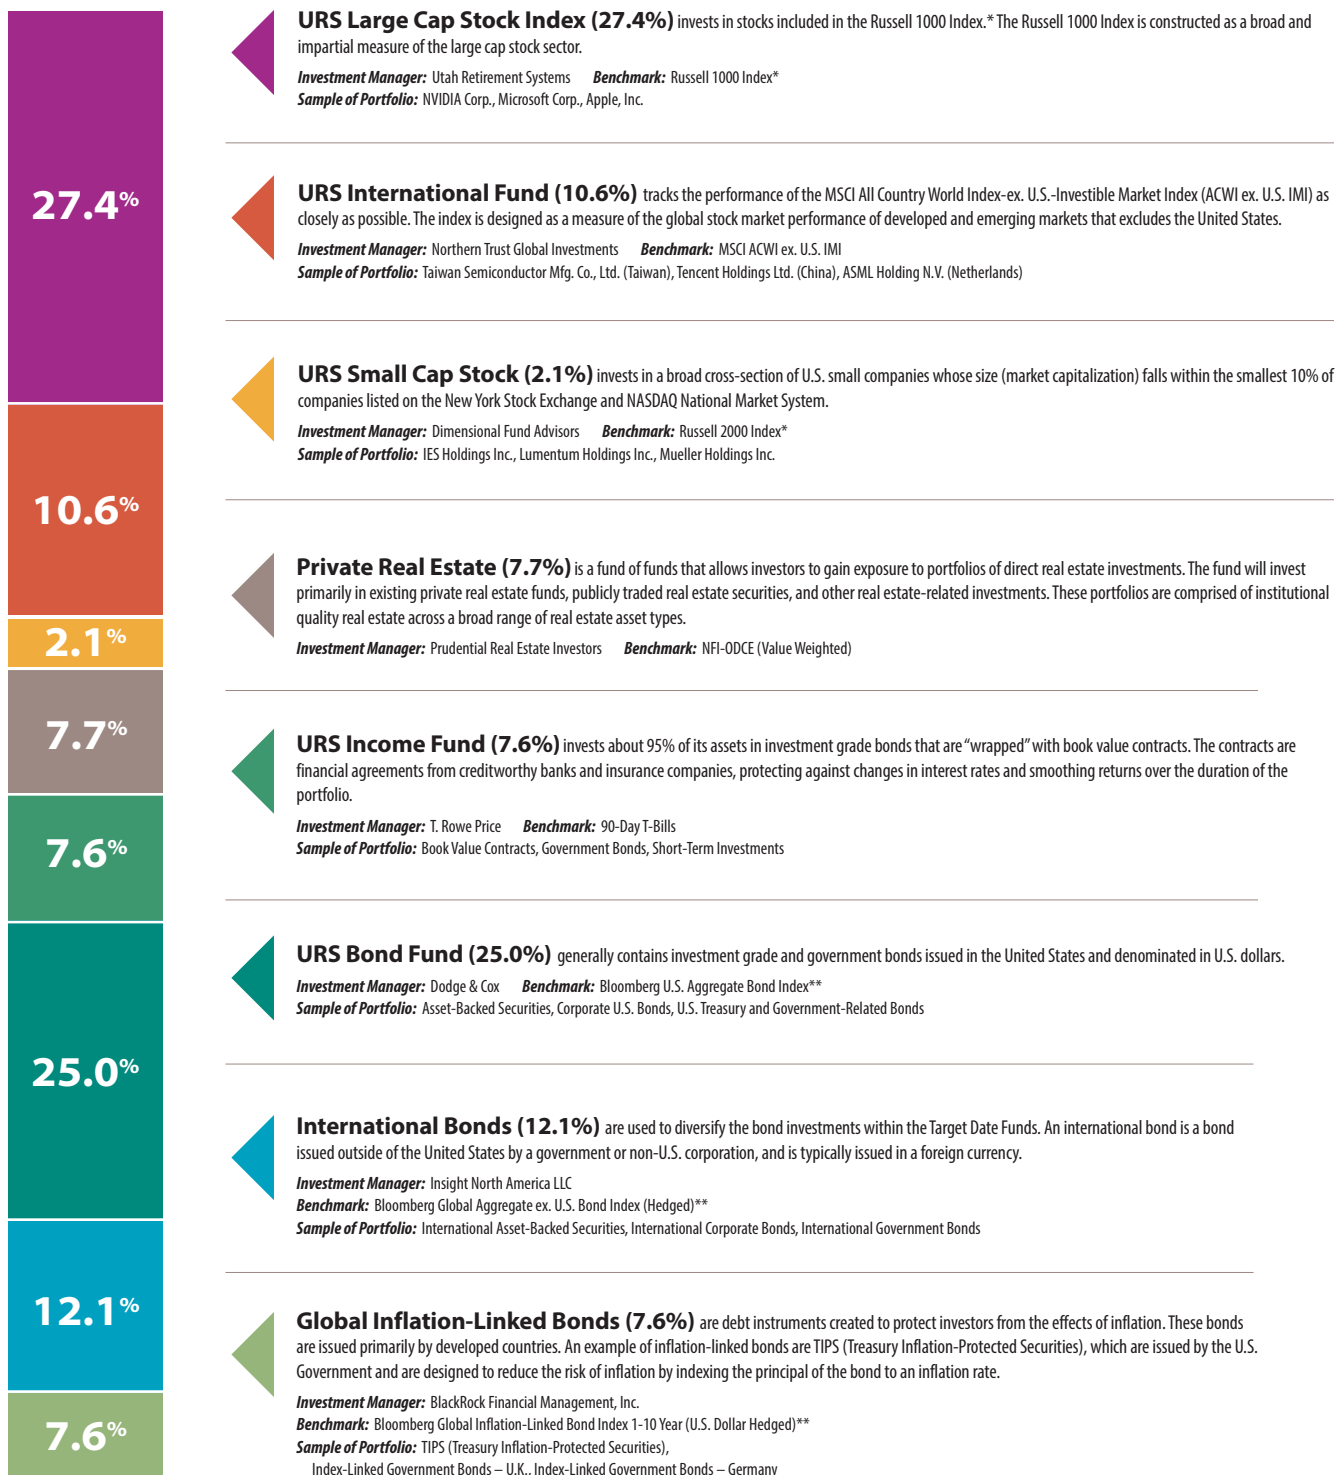 27.4%
10.6%
2.1%
7.7%
7.6%
25.0%
12.1%
7.6%
URS Large Cap Stock Index (27.4%) invests in stocks included in the Russell 1000 Index.* The Russell 1000 Index is constructed as a broad and
impartial measure of the large cap stock sector.
Investment Manager: Utah Retirement Systems Benchmark: Russell 1000 Index*
Sample of Portfolio: NVIDIA Corp., Microsoft Corp., Apple, Inc.
URS International Fund (10.6%) tracks the performance of the MSCI All Country World Index-ex. U.S.-Investible Market Index (ACWI ex. U.S. IMI) as
closely as possible. The index is designed as a measure of the global stock market performance of developed and emerging markets that excludes the United States.
Investment Manager: Northern Trust Global Investments Benchmark: MSCI ACWI ex. U.S. IMI
Sample of Portfolio: Taiwan Semiconductor Mfg. Co., Ltd. (Taiwan), Tencent Holdings Ltd. (China), ASML Holding N.V. (Netherlands)
URS Small Cap Stock (2.1%) invests in a broad cross-section of U.S. small companies whose size (market capitalization) falls within the smallest 10% of
companies listed on the New York Stock Exchange and NASDAQ National Market System.
Investment Manager: Dimensional Fund Advisors Benchmark: Russell 2000 Index*
Sample of Portfolio: IES Holdings Inc., Lumentum Holdings Inc., Mueller Holdings Inc.
Private Real Estate (7.7%) is a fund of funds that allows investors to gain exposure to portfolios of direct real estate investments. The fund will invest
primarily in existing private real estate funds, publicly traded real estate securities, and other real estate-related investments. These portfolios are comprised of institutional
quality real estate across a broad range of real estate asset types.
Investment Manager: Prudential Real Estate Investors Benchmark: NFI-ODCE (Value Weighted)
URS Income Fund (7.6%) invests about 95% of its assets in investment grade bonds that are “wrapped” with book value contracts. The contracts are
financial agreements from creditworthy banks and insurance companies, protecting against changes in interest rates and smoothing returns over the duration of the
portfolio.
Investment Manager: T. Rowe Price Benchmark: 90-Day T-Bills
Sample of Portfolio: Book Value Contracts, Government Bonds, Short-Term Investments
URS Bond Fund (25.0%) generally contains investment grade and government bonds issued in the United States and denominated in U.S. dollars.
Investment Manager: Dodge & Cox Benchmark: Bloomberg U.S. Aggregate Bond Index**
Sample of Portfolio: Asset-Backed Securities, Corporate U.S. Bonds, U.S. Treasury and Government-Related Bonds
International Bonds (12.1%) are used to diversify the bond investments within the Target Date Funds. An international bond is a bond
issued outside of the United States by a government or non-U.S. corporation, and is typically issued in a foreign currency.
Investment Manager: Insight North America LLC
Benchmark: Bloomberg Global Aggregate ex. U.S. Bond Index (Hedged)**
Sample of Portfolio: International Asset-Backed Securities, International Corporate Bonds, International Government Bonds
Global Inflation-Linked Bonds (7.6%) are debt instruments created to protect investors from the effects of inflation. These bonds
are issued primarily by developed countries. An example of inflation-linked bonds are TIPS (Treasury Inflation-Protected Securities), which are issued by the U.S.
Government and are designed to reduce the risk of inflation by indexing the principal of the bond to an inflation rate.
Investment Manager: BlackRock Financial Management, Inc.
Benchmark: Bloomberg Global Inflation-Linked Bond Index 1-10 Year (U.S. Dollar Hedged)**
Sample of Portfolio: TIPS (Treasury Inflation-Protected Securities),
Index-Linked Government Bonds – U.K., Index-Linked Government Bonds – Germany